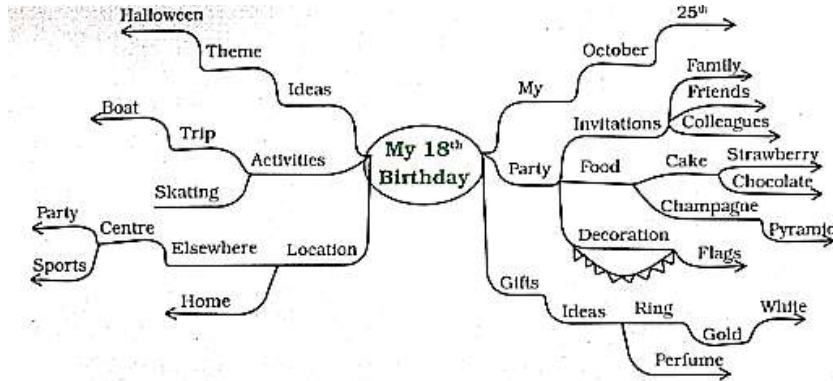 Halloween
Theme
Ideas
Boat
Trip
Activities
Skating
Party
Centre
Elsewhere
Location
Sports
Home
My 18th
Birthday
25th
October
My
Family
Friends
Colleagues
Invitations
Party
Food
Cake
Strawberry
Chocolate
Champagne
Pyramid
Decoration
Flags
Gifts
Ideas
Ring
Gold
White
Perfume